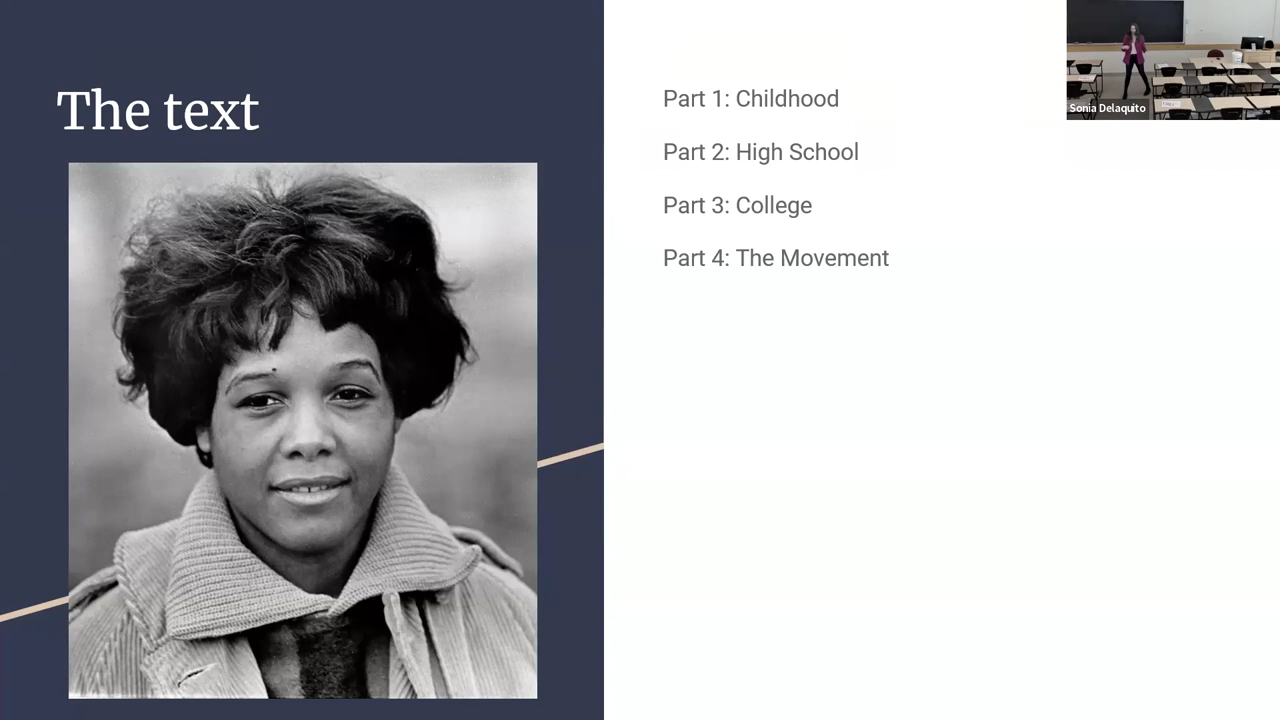 The text
Part 1: Childhood
Part 2: High School
Part 3: College
Part 4: The Movement
Sonia Delaquito